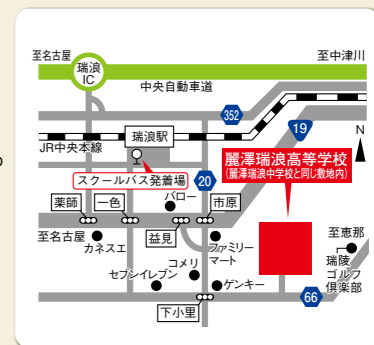 至名古屋
瑞浪
IC
至中津川
中央自動車道
352
19
瑞浪駅
JR中央本線
N
麗澤瑞浪高等学校
(麗澤瑞浪中学校と同じ敷地内)
スクールバス発着場
20
薬師
一色
バロー
市原
至名古屋
カネスエ
益見
ファミリー
マート
至恵那
瑞陵
ゴルフ
倶楽部
コメリ
セブンイレブン
ゲンキー
下小里
66